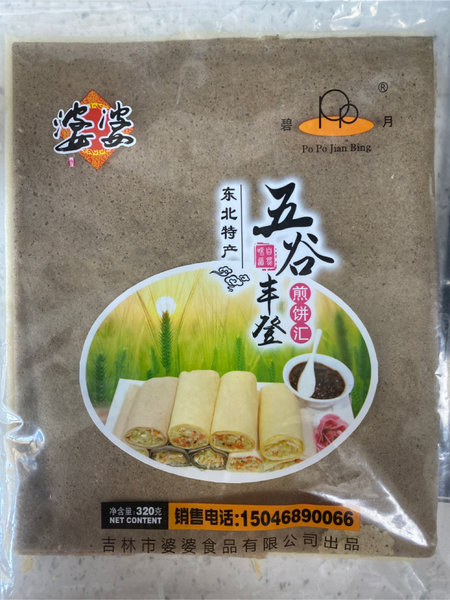 婆婆
碧 月
®
Po Po Jian Bing
东北特产
五谷丰登
煎饼汇
净含量:320克
NET CONTENT
销售电话:15046890066
吉林市婆婆食品有限公司出品